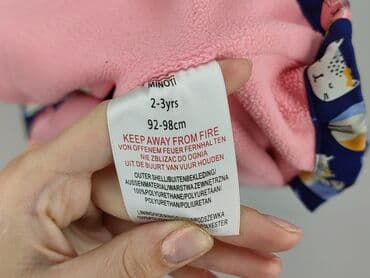 MINOTI
2-3yrs
92-98cm
KEEP AWAY FROM FIRE
VON OFFENEM FEUER FERNHALTEN
NIE ZBLIZAC DO OGNIA
UIT DE BUURT VAN VUUR HOUDEN
OUTER SHELL/BUITENBEKLEDING/
AUSSENMATERIAL/WARSTWA ZEWNETRZNA
100%POLYURETHANE/POLYURETAAN/
POLYURETHAN/POLIURETAN